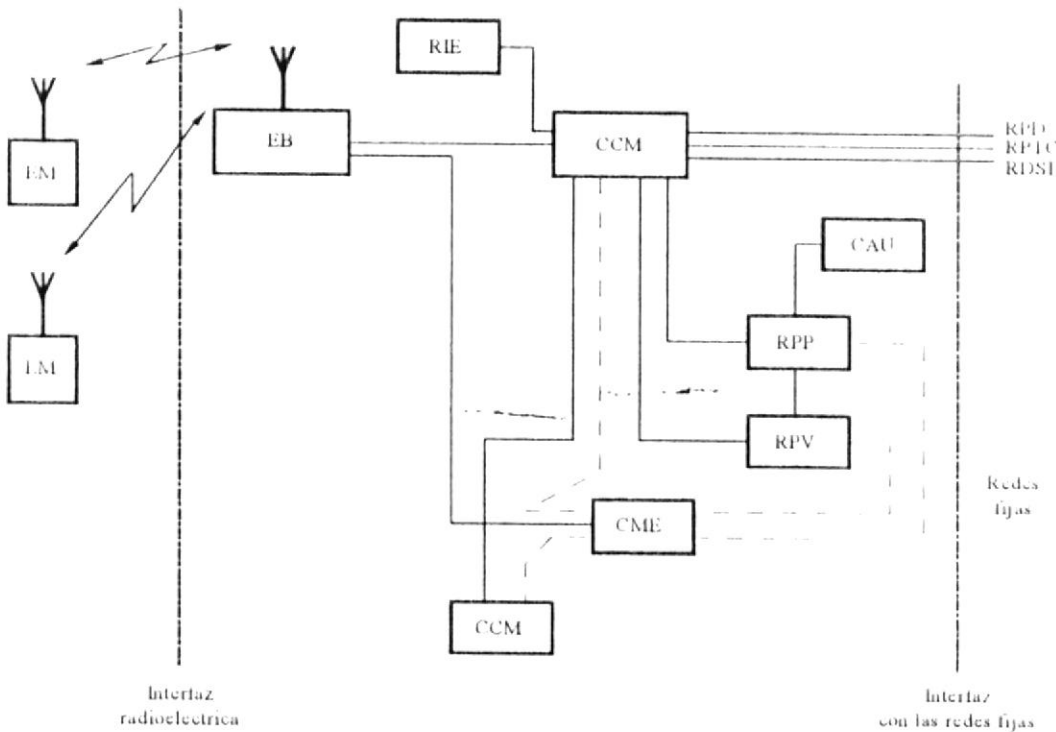 RIE
EB
CCM
RPD
RPTC
RDSI
EM
CAU
EM
RPP
RPV
Redes
fijas
CME
CCM
Interfaz
radioelectrica
Interfaz
con las redes fijas